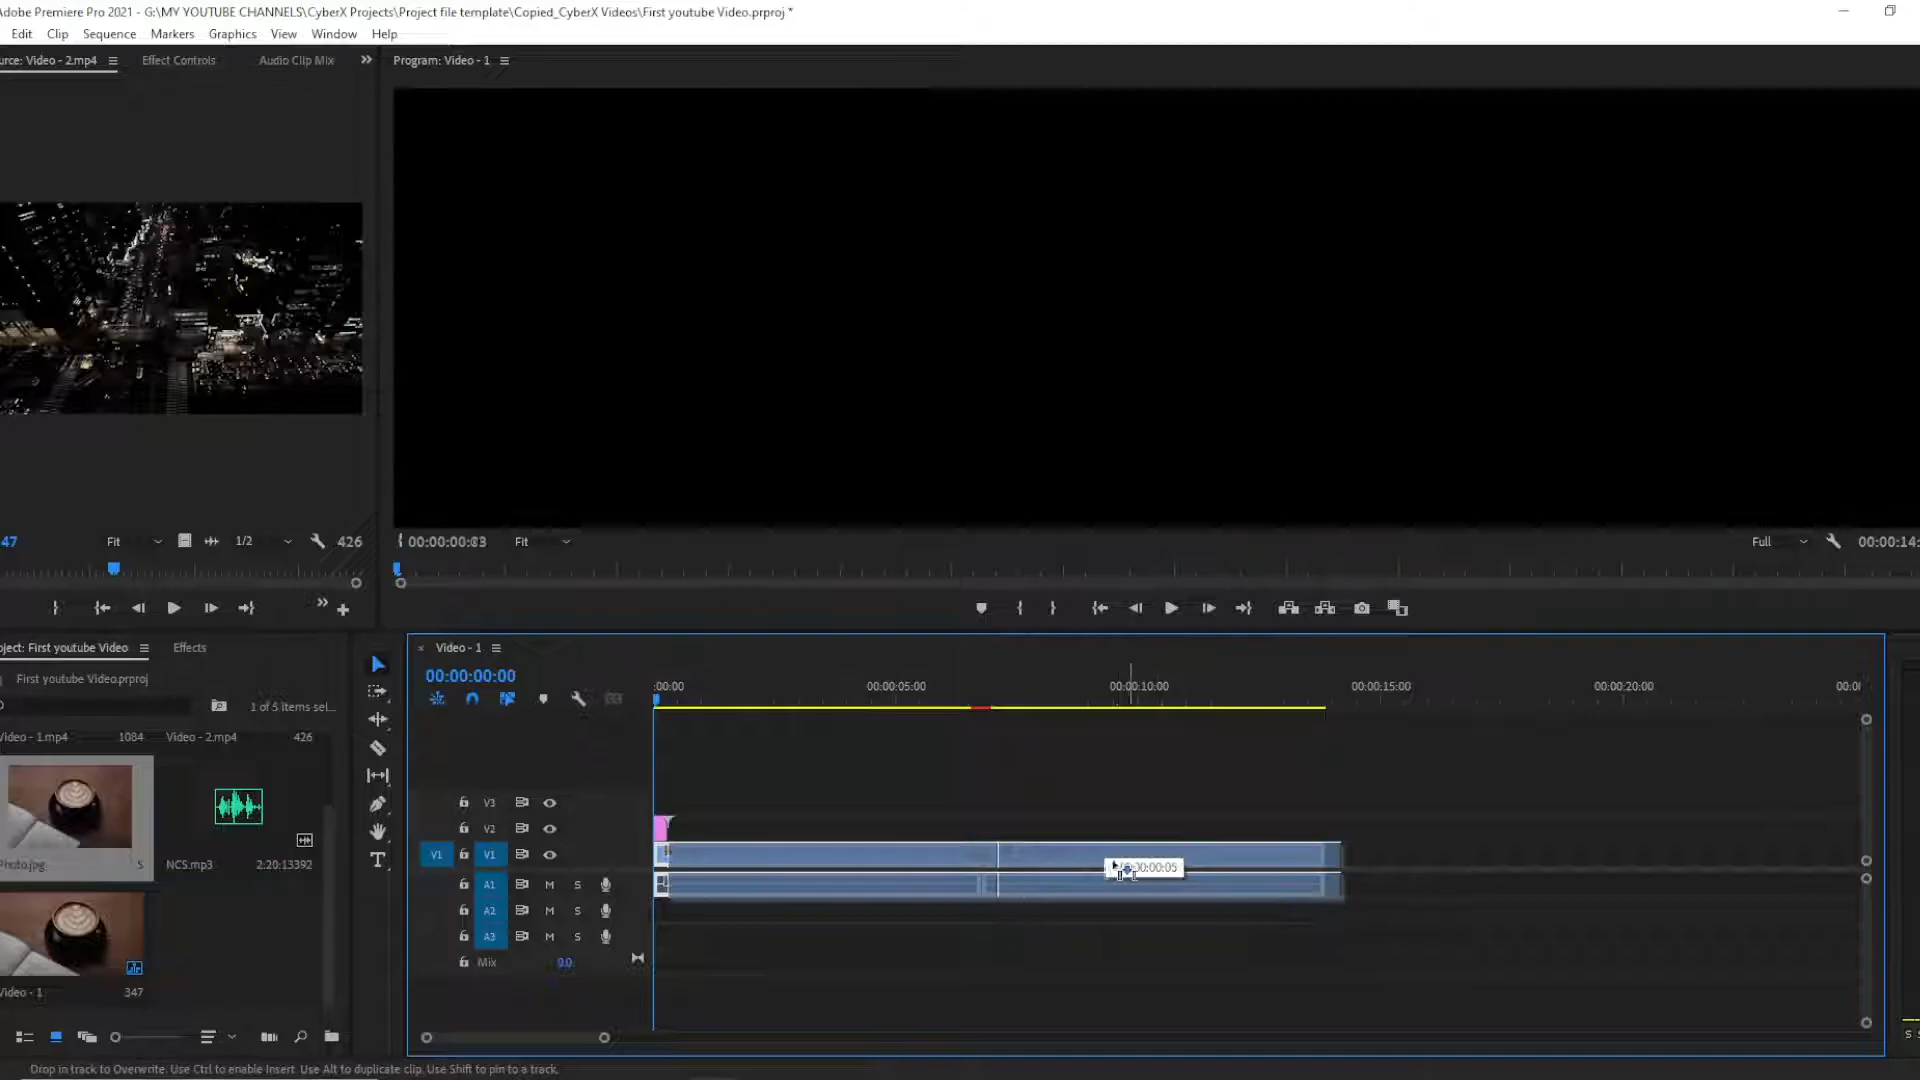 Adobe Premiere Pro 2021 - G:\MY YOUTUBE CHANNELS\CyberX Projects\Project file template\Copied_CyberX Videos\First youtube Video.prproj *
Edit Clip Sequence Markers Graphics View Window Help
urce: Video - 2.mp4 Effect Controls Audio Clip Mix
Program: Video - 1
47 Fit 1/2 426
00:00:00:03 Fit Full 00:00:14:
oject: First youtube Video Effects
First youtube Video.prproj
1 of 5 items sel...
Video - 1.mp4 1084 Video - 2.mp4 426
Photo.jpg S NCS.mp3 2:20:13392
Video - 1 347
Video - 1
00:00:00:00
:00:00 00:00:05:00 00:00:10:00 00:00:15:00 00:00:20:00 00:00
V3
V2
V1 V1
00:00:00:05
A1 M S
A2 M S
A3 M S
Mix 0.0
S S
Drop in track to Overwrite. Use Ctrl to enable Insert. Use Alt to duplicate clip. Use Shift to pin to a track.